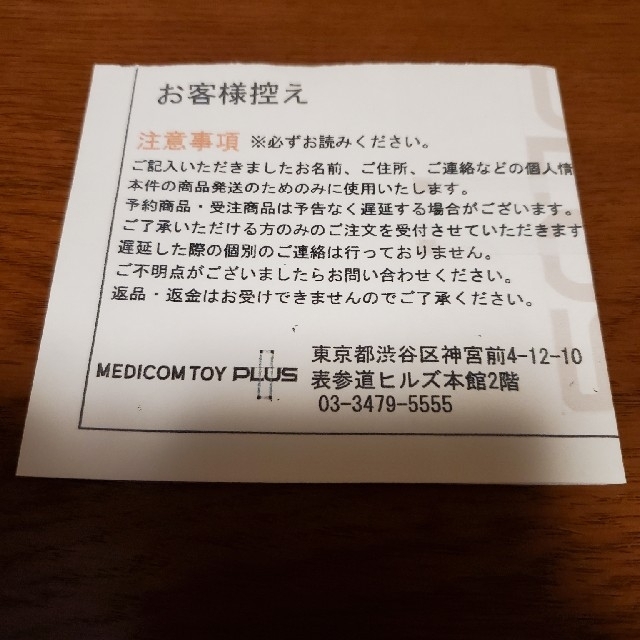 お客様控え
注意事項 ※必ずお読みください。
ご記入いただきましたお名前、ご住所、ご連絡などの個人情
本件の商品発送のためのみに使用いたします。
予約商品・受注商品は予告なく遅延する場合がございます。
ご了承いただける方のみのご注文を受付させていただきます
遅延した際の個別のご連絡は行っておりません。
ご不明点がございましたらお問い合わせください。
返品・返金はお受けできませんのでご了承ください。
MEDICOM TOY PLUS
東京都渋谷区神宮前4-12-10
表参道ヒルズ本館2階
03-3479-5555